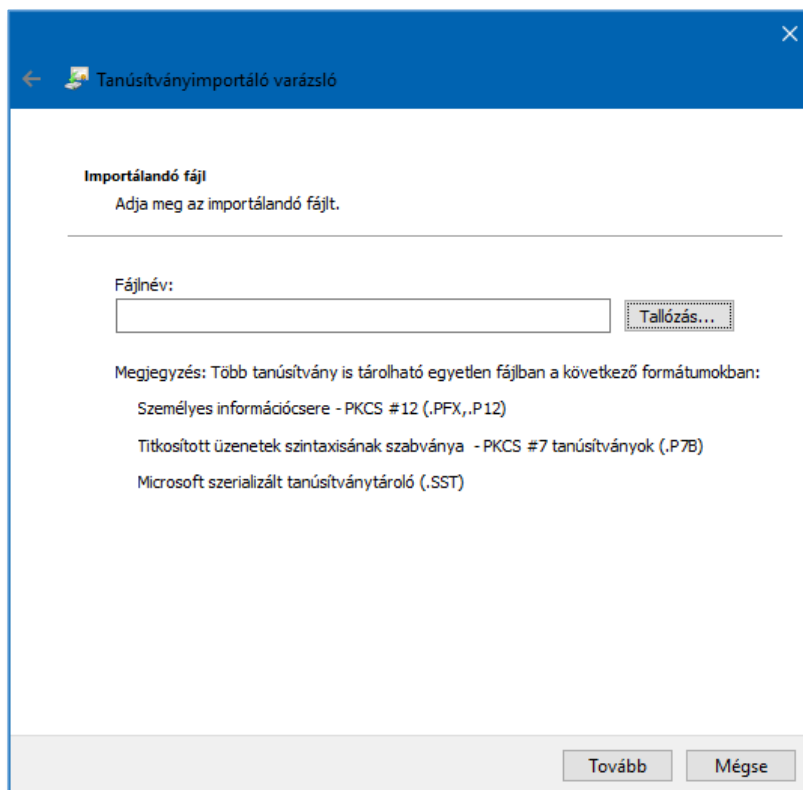 Tanúsítványimportáló varázsló
Importálandó fájl
Adja meg az importálandó fájlt.
Fájlnév:
Tallózás...
Megjegyzés: Több tanúsítvány is tárolható egyetlen fájlban a következő formátumokban:
Személyes információcsere - PKCS #12 (.PFX,.P12)
Titkosított üzenetek szintaxisának szabványa - PKCS #7 tanúsítványok (.P7B)
Microsoft szerializált tanúsítványtároló (.SST)
Tovább Mégse